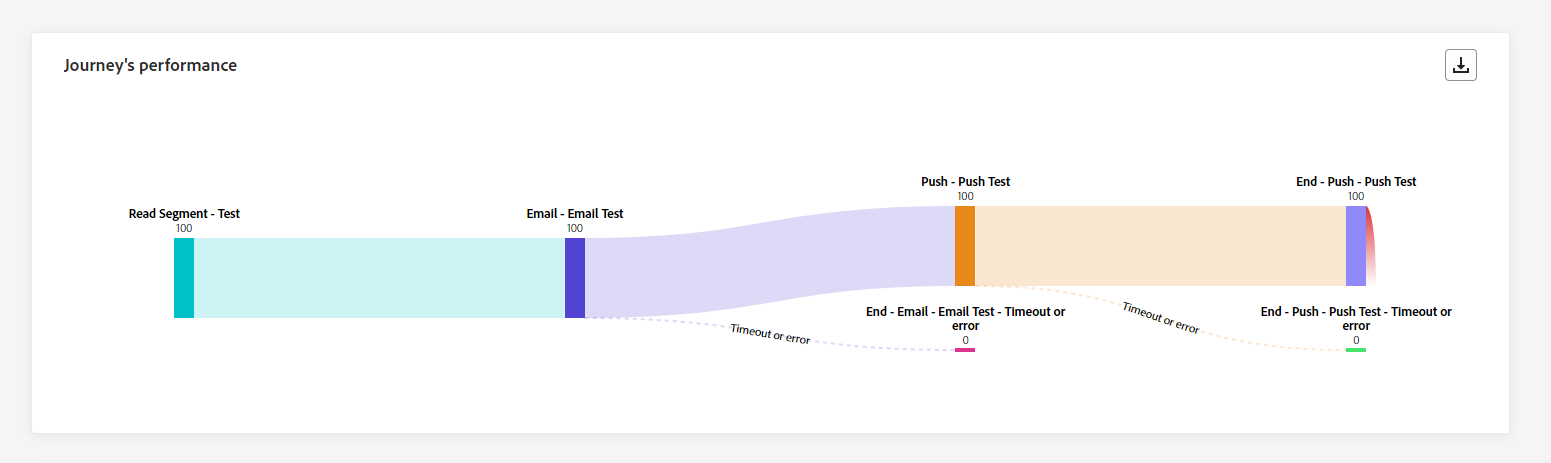 Journey's performance
Push - Push Test
100
End - Push - Push Test
100
Read Segment - Test
100
Email - Email Test
100
Timeout or error
End - Email - Email Test - Timeout or
error
0
Timeout or error
End - Push - Push Test - Timeout or
error
0